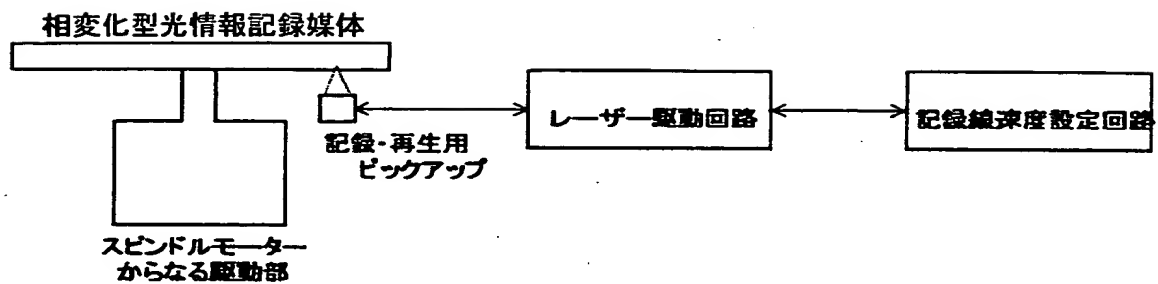 相変化型光情報記録媒体
レーザー駆動回路
記録線速度設定回路
記録・再生用
ピックアップ
スピンドルモーター
からなる駆動部